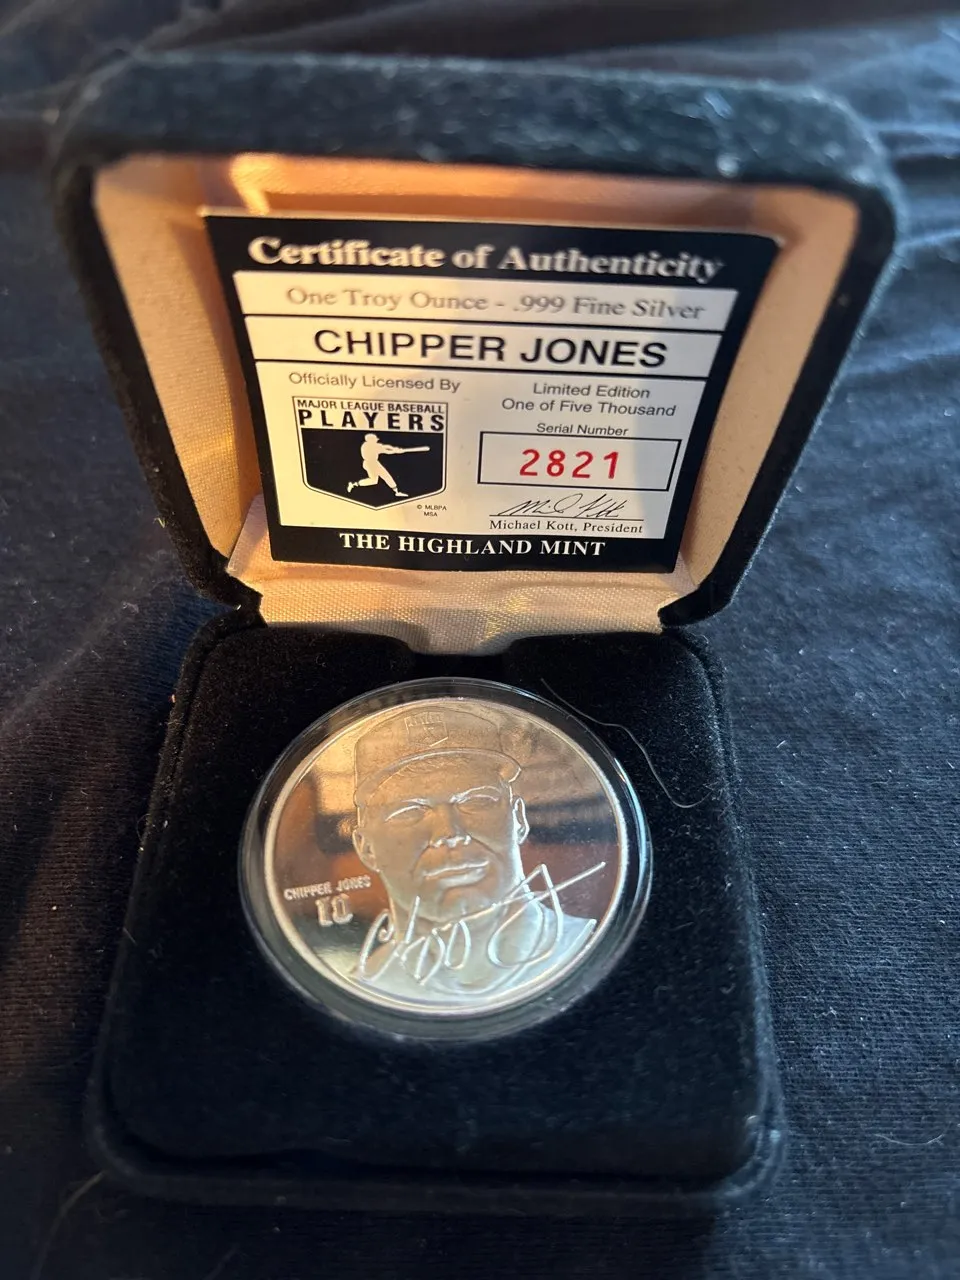 Certificate of Authenticity
One Troy Ounce - .999 Fine Silver
CHIPPER JONES
Officially Licensed By
MAJOR LEAGUE BASEBALL
PLAYERS
© MLBPA
MSA
Limited Edition
One of Five Thousand
Serial Number
2821
Michael Kott, President
THE HIGHLAND MINT
CHIPPER JONES
10